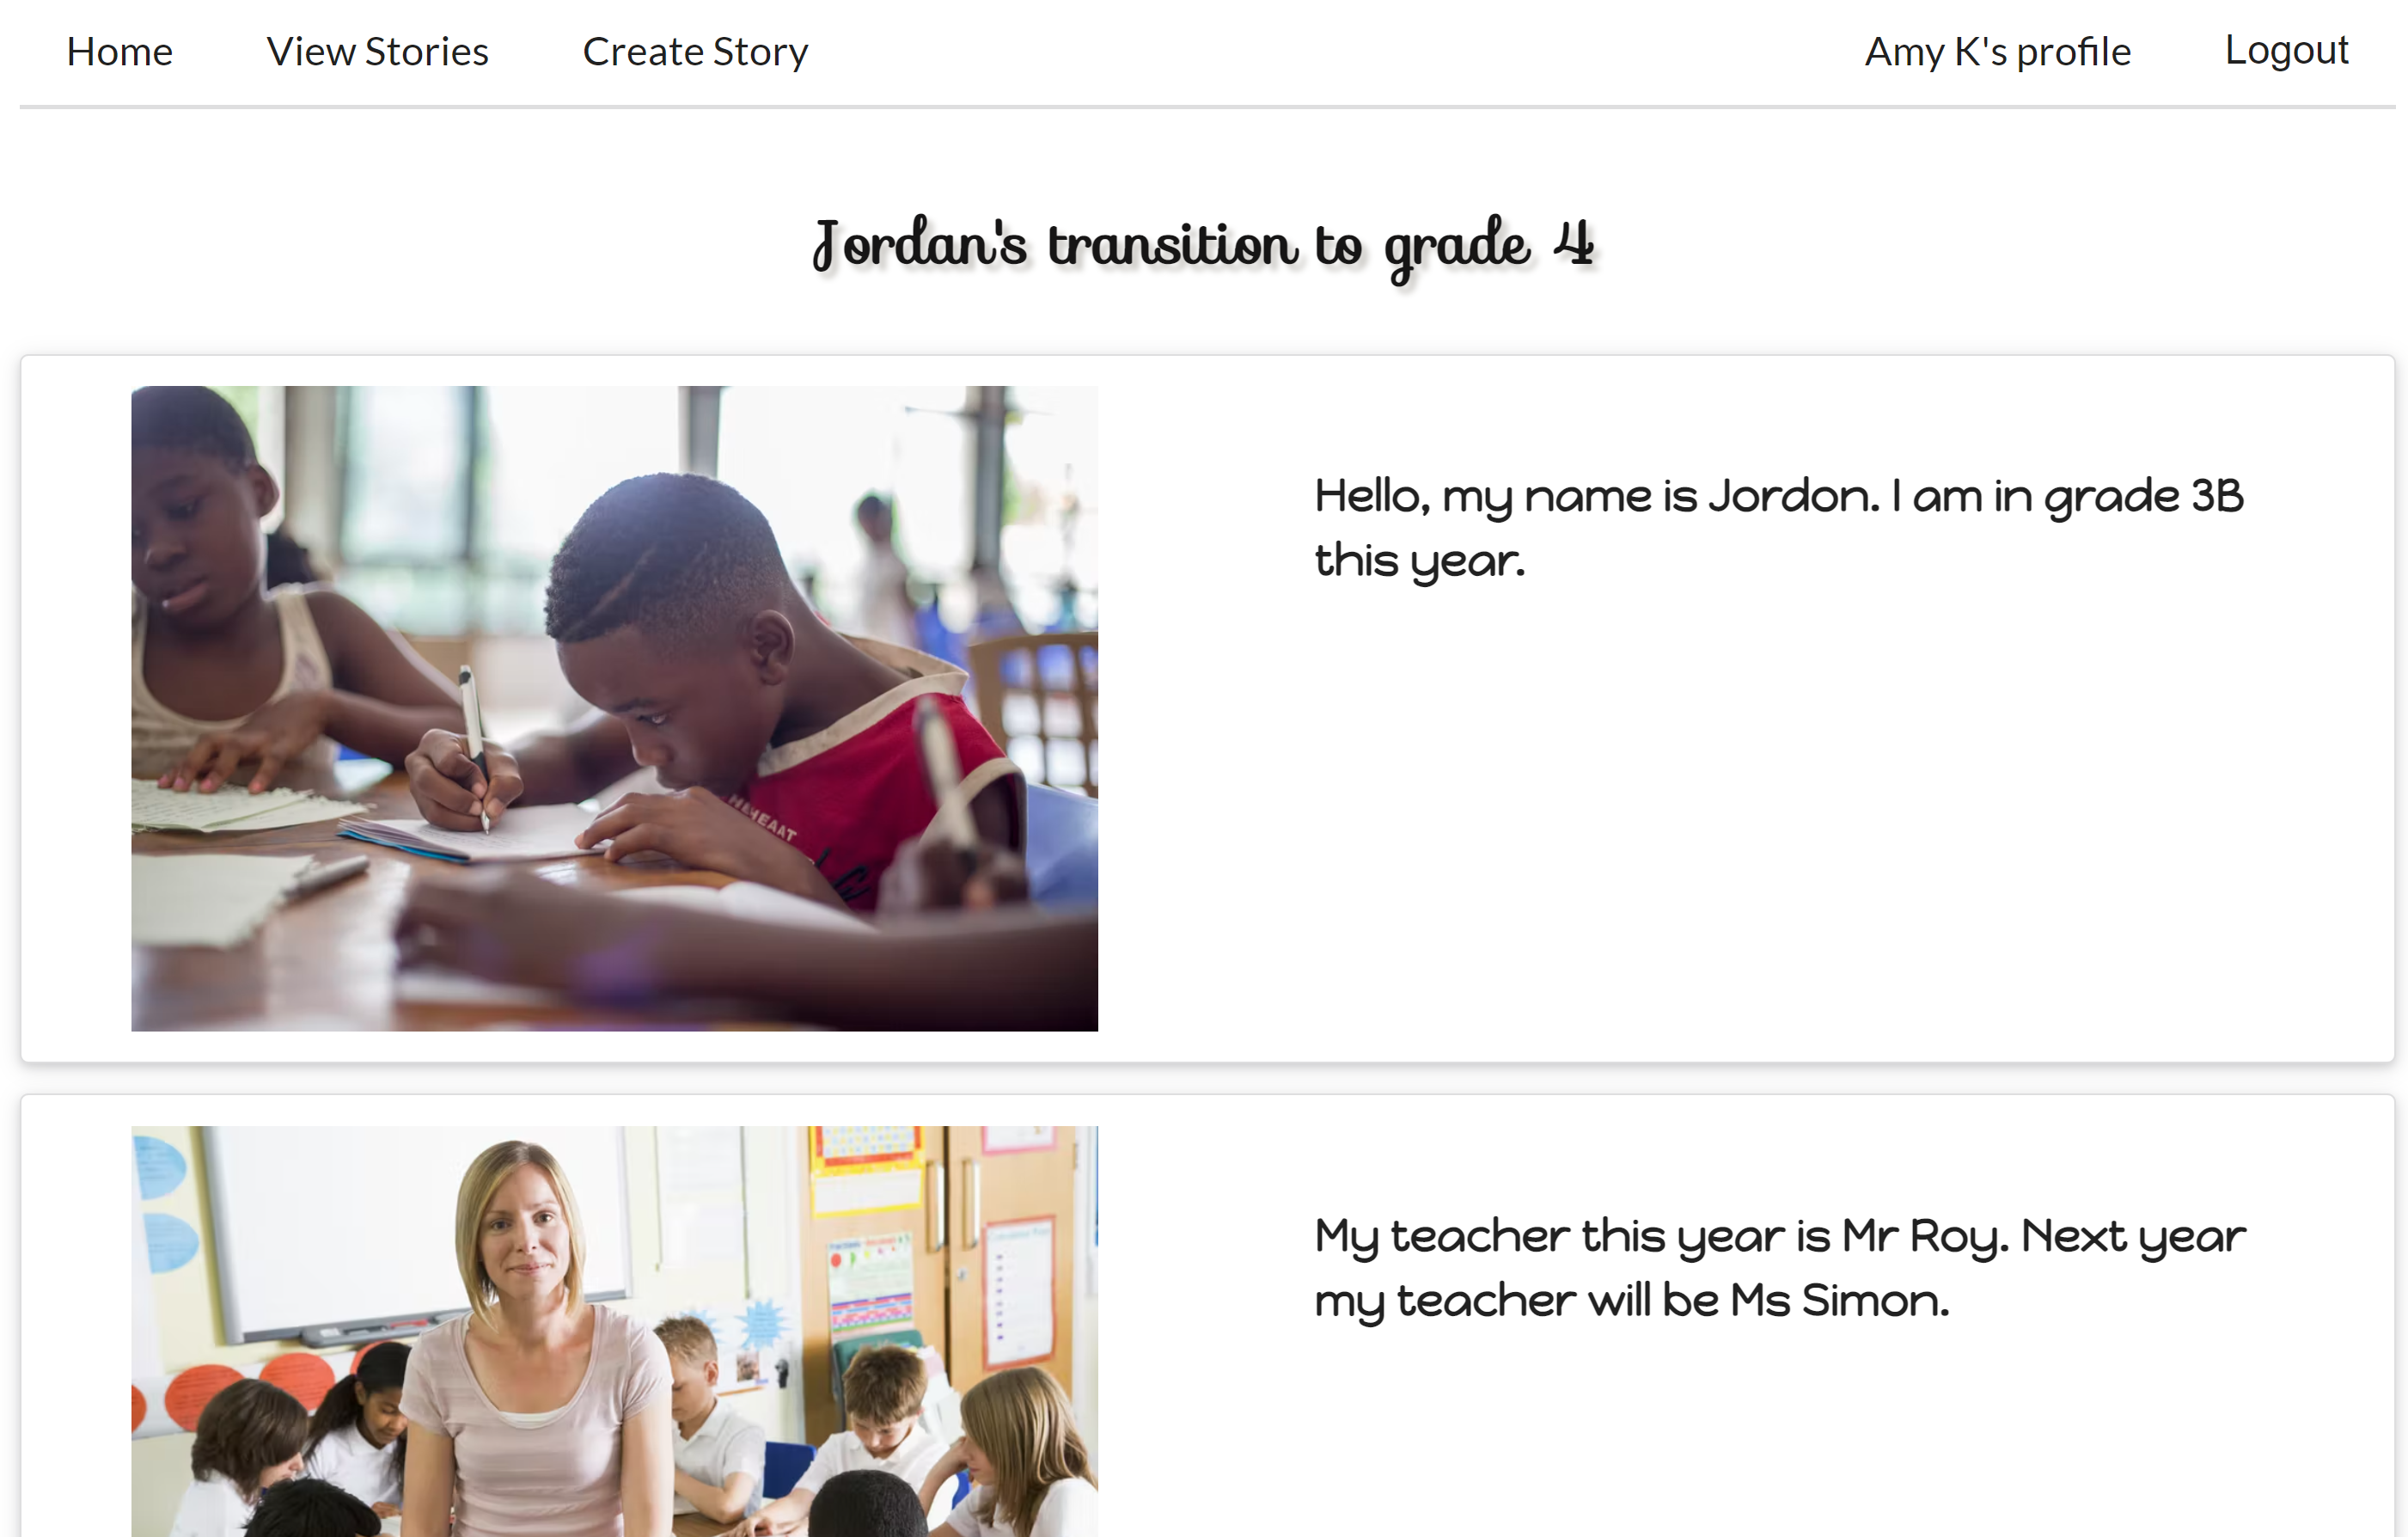 Home View Stories Create Story Amy K's profile Logout
Jordan's transition to grade 4
Hello, my name is Jordon. I am in grade 3B
this year.
My teacher this year is Mr Roy. Next year
my teacher will be Ms Simon.